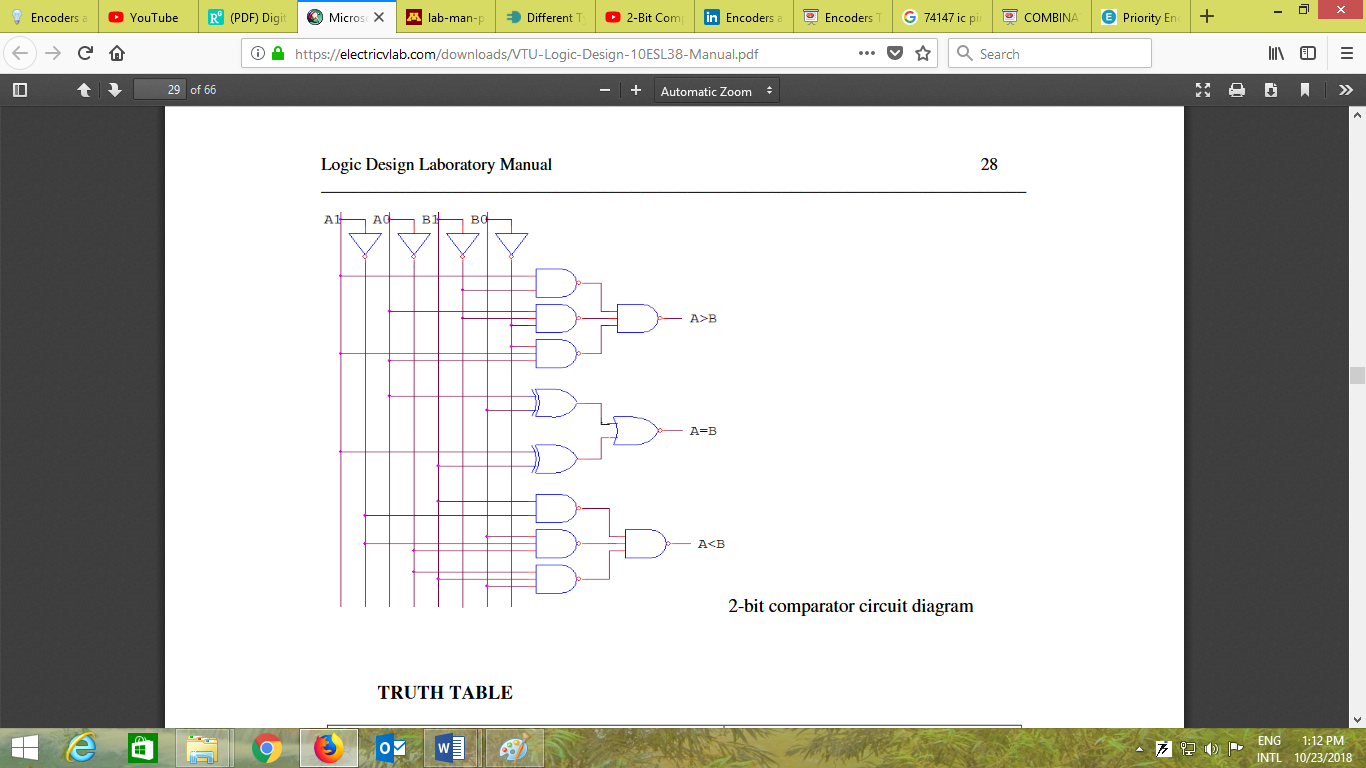 Encoders a
YouTube
(PDF) Digit
Micros
lab-man-p
Different T
2-Bit Comp
Encoders a
Encoders T
74147 ic pi
COMBINA
Priority En
https://electricvlab.com/downloads/VTU-Logic-Design-10ESL38-Manual.pdf
Search
29 of 66
Automatic Zoom
Logic Design Laboratory Manual 28
A1 A0 B1 B0
A>B
A=B
A<B
2-bit comparator circuit diagram
TRUTH TABLE
ENG 1:12 PM
INTL 10/23/2018